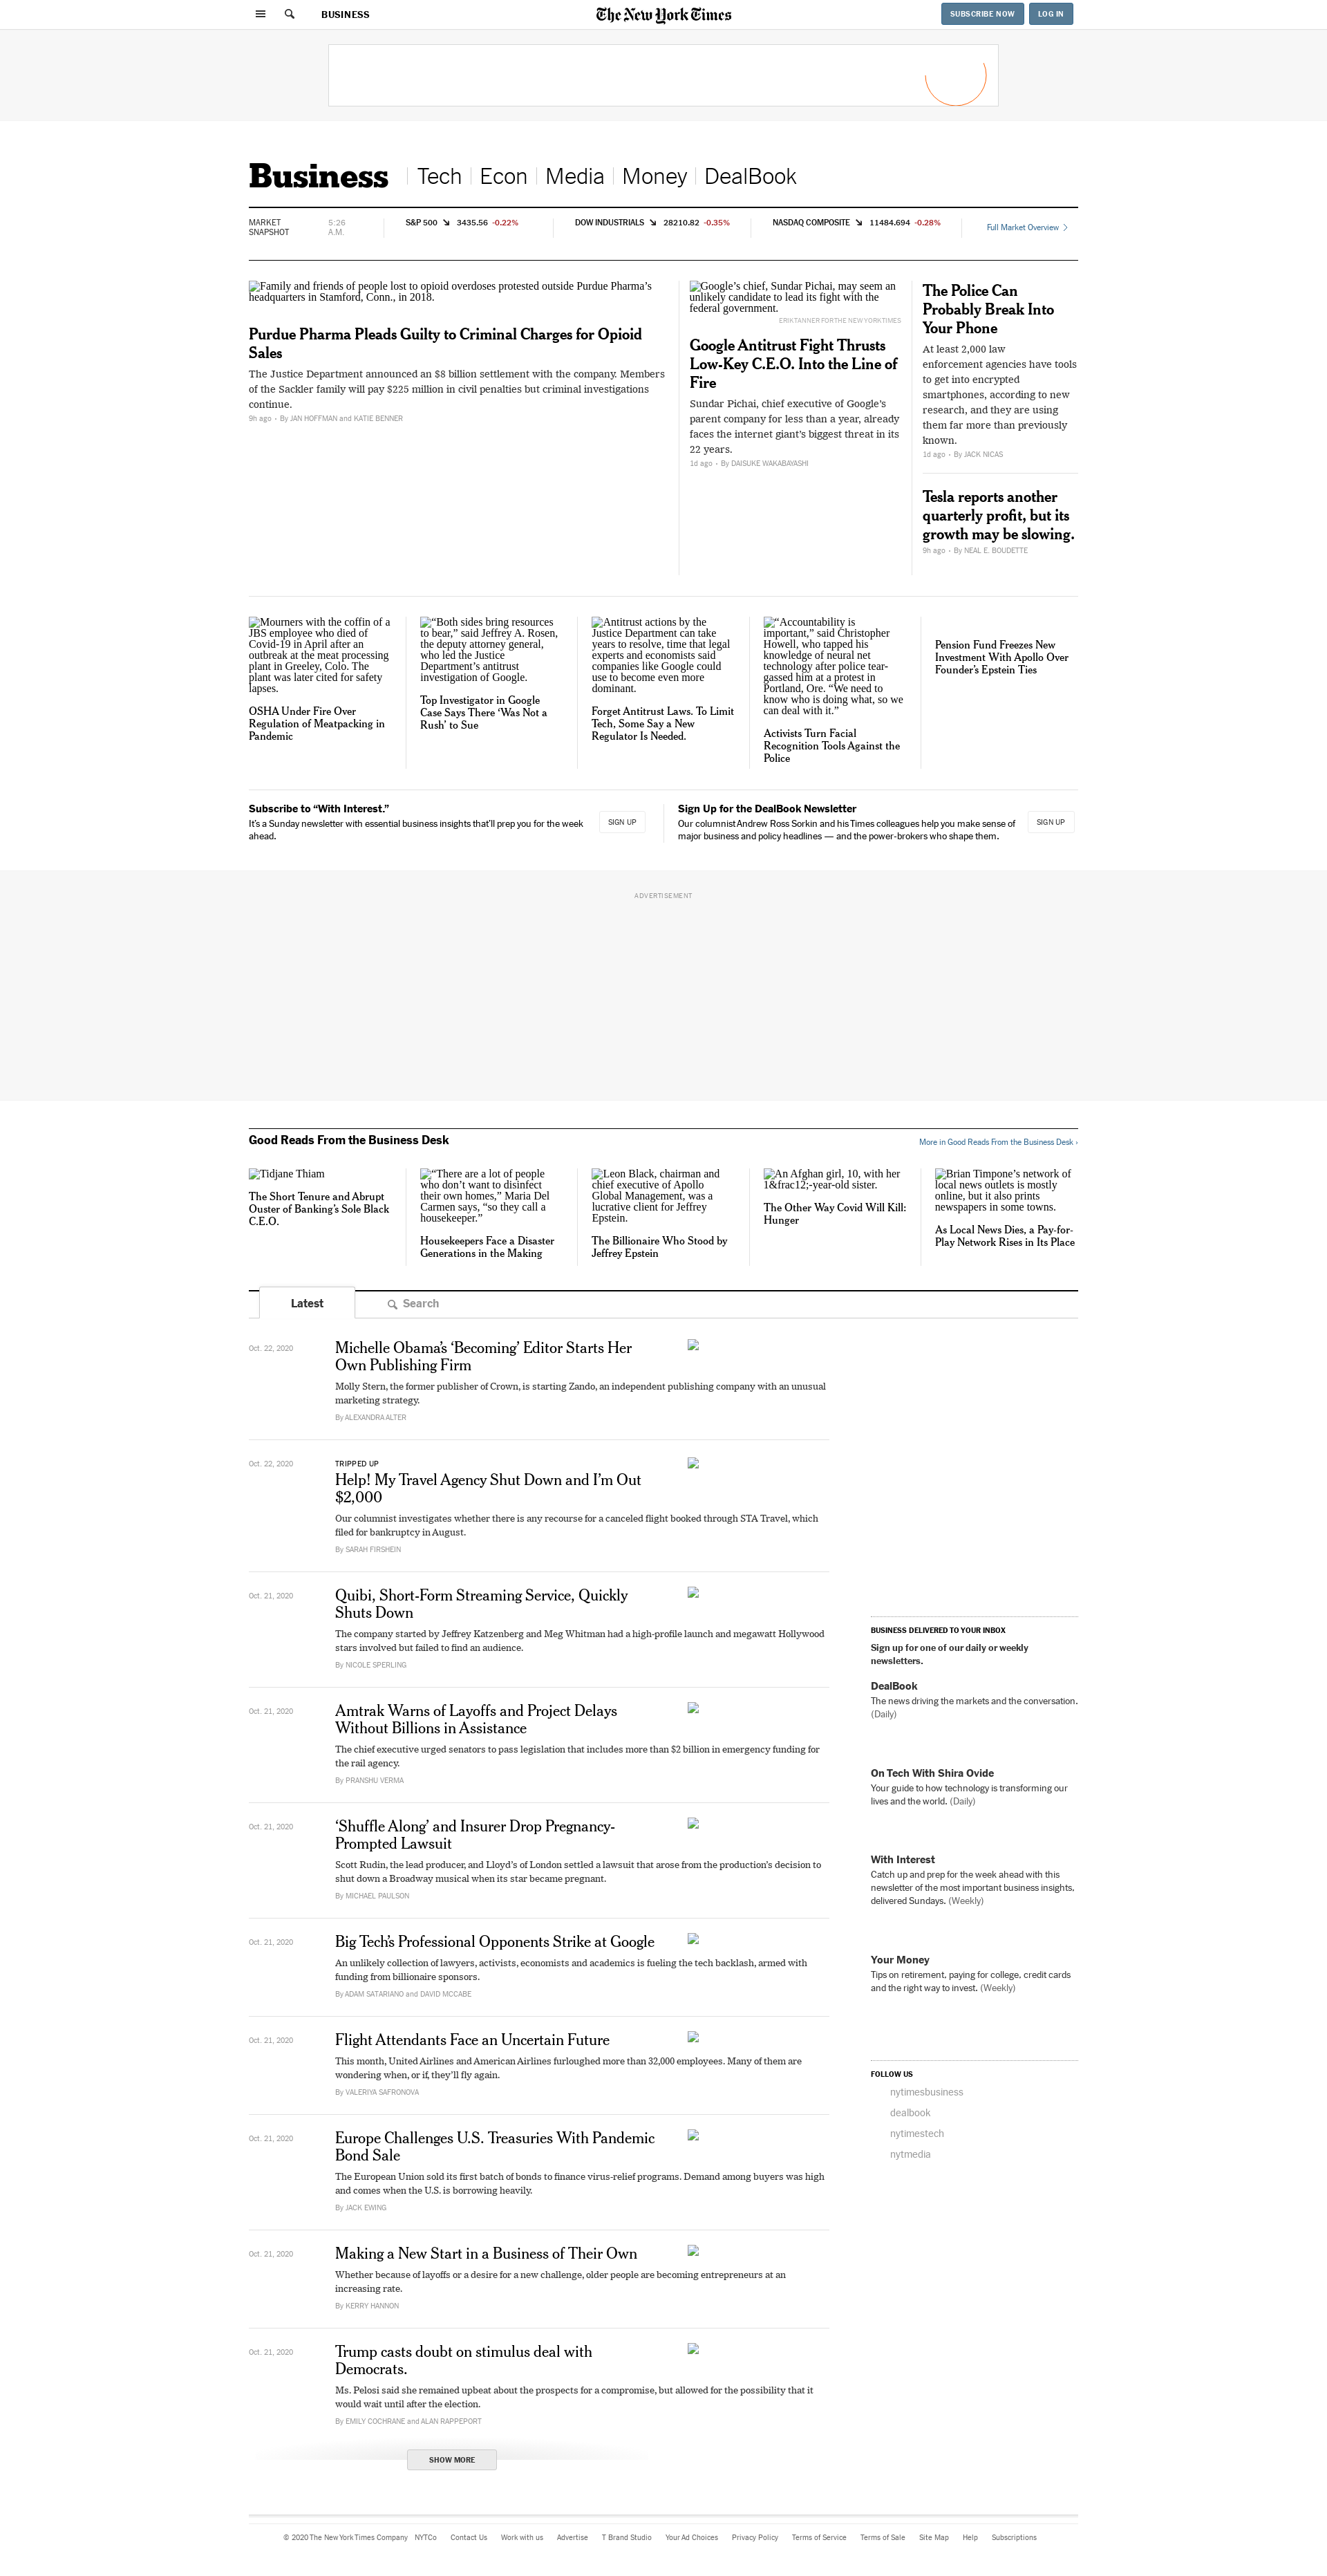 BUSINESS
The New York Times
SUBSCRIBE NOW
LOG IN
Business
Tech
Econ
Media
Money
DealBook
MARKET
SNAPSHOT
5:26
A.M.
S&P 500 3435.56 -0.22%
DOW INDUSTRIALS 28210.82 -0.35%
NASDAQ COMPOSITE 11484.694 -0.28%
Full Market Overview
Family and friends of people lost to opioid overdoses protested outside Purdue Pharma’s
headquarters in Stamford, Conn., in 2018.
Purdue Pharma Pleads Guilty to Criminal Charges for Opioid
Sales
The Justice Department announced an $8 billion settlement with the company. Members
of the Sackler family will pay $225 million in civil penalties but criminal investigations
continue.
9h ago • By JAN HOFFMAN and KATIE BENNER
Google’s chief, Sundar Pichai, may seem an
unlikely candidate to lead its fight with the
federal government.
ERIK TANNER FOR THE NEW YORK TIMES
Google Antitrust Fight Thrusts
Low-Key C.E.O. Into the Line of
Fire
Sundar Pichai, chief executive of Google’s
parent company for less than a year, already
faces the internet giant’s biggest threat in its
22 years.
1d ago • By DAISUKE WAKABAYASHI
The Police Can
Probably Break Into
Your Phone
At least 2,000 law
enforcement agencies have tools
to get into encrypted
smartphones, according to new
research, and they are using
them far more than previously
known.
1d ago • By JACK NICAS
Tesla reports another
quarterly profit, but its
growth may be slowing.
9h ago • By NEAL E. BOUDETTE
Mourners with the coffin of a
JBS employee who died of
Covid-19 in April after an
outbreak at the meat processing
plant in Greeley, Colo. The
plant was later cited for safety
lapses.
OSHA Under Fire Over
Regulation of Meatpacking in
Pandemic
“Both sides bring resources
to bear,” said Jeffrey A. Rosen,
the deputy attorney general,
who led the Justice
Department’s antitrust
investigation of Google.
Top Investigator in Google
Case Says There ‘Was Not a
Rush’ to Sue
Antitrust actions by the
Justice Department can take
years to resolve, time that legal
experts and economists said
companies like Google could
use to become even more
dominant.
Forget Antitrust Laws. To Limit
Tech, Some Say a New
Regulator Is Needed.
“Accountability is
important,” said Christopher
Howell, who tapped his
knowledge of neural net
technology after police tear-
gassed him at a protest in
Portland, Ore. “We need to
know who is doing what, so we
can deal with it.”
Activists Turn Facial
Recognition Tools Against the
Police
Pension Fund Freezes New
Investment With Apollo Over
Founder’s Epstein Ties
Subscribe to “With Interest.”
It’s a Sunday newsletter with essential business insights that’ll prep you for the week
ahead.
SIGN UP
Sign Up for the DealBook Newsletter
Our columnist Andrew Ross Sorkin and his Times colleagues help you make sense of
major business and policy headlines — and the power-brokers who shape them.
SIGN UP
ADVERTISEMENT
Good Reads From the Business Desk
More in Good Reads From the Business Desk ›
Tidjane Thiam
The Short Tenure and Abrupt
Ouster of Banking’s Sole Black
C.E.O.
“There are a lot of people
who don’t want to disinfect
their own homes,” Maria Del
Carmen says, “so they call a
housekeeper.”
Housekeepers Face a Disaster
Generations in the Making
Leon Black, chairman and
chief executive of Apollo
Global Management, was a
lucrative client for Jeffrey
Epstein.
The Billionaire Who Stood by
Jeffrey Epstein
An Afghan girl, 10, with her
1&frac12;-year-old sister.
The Other Way Covid Will Kill:
Hunger
Brian Timpone’s network of
local news outlets is mostly
online, but it also prints
newspapers in some towns.
As Local News Dies, a Pay-for-
Play Network Rises in Its Place
Latest
Search
Oct. 22, 2020
Michelle Obama’s ‘Becoming’ Editor Starts Her
Own Publishing Firm
Molly Stern, the former publisher of Crown, is starting Zando, an independent publishing company with an unusual
marketing strategy.
By ALEXANDRA ALTER
Oct. 22, 2020
TRIPPED UP
Help! My Travel Agency Shut Down and I’m Out
$2,000
Our columnist investigates whether there is any recourse for a canceled flight booked through STA Travel, which
filed for bankruptcy in August.
By SARAH FIRSHEIN
Oct. 21, 2020
Quibi, Short-Form Streaming Service, Quickly
Shuts Down
The company started by Jeffrey Katzenberg and Meg Whitman had a high-profile launch and megawatt Hollywood
stars involved but failed to find an audience.
By NICOLE SPERLING
Oct. 21, 2020
Amtrak Warns of Layoffs and Project Delays
Without Billions in Assistance
The chief executive urged senators to pass legislation that includes more than $2 billion in emergency funding for
the rail agency.
By PRANSHU VERMA
Oct. 21, 2020
‘Shuffle Along’ and Insurer Drop Pregnancy-
Prompted Lawsuit
Scott Rudin, the lead producer, and Lloyd’s of London settled a lawsuit that arose from the production’s decision to
shut down a Broadway musical when its star became pregnant.
By MICHAEL PAULSON
Oct. 21, 2020
Big Tech’s Professional Opponents Strike at Google
An unlikely collection of lawyers, activists, economists and academics is fueling the tech backlash, armed with
funding from billionaire sponsors.
By ADAM SATARIANO and DAVID MCCABE
Oct. 21, 2020
Flight Attendants Face an Uncertain Future
This month, United Airlines and American Airlines furloughed more than 32,000 employees. Many of them are
wondering when, or if, they’ll fly again.
By VALERIYA SAFRONOVA
Oct. 21, 2020
Europe Challenges U.S. Treasuries With Pandemic
Bond Sale
The European Union sold its first batch of bonds to finance virus-relief programs. Demand among buyers was high
and comes when the U.S. is borrowing heavily.
By JACK EWING
Oct. 21, 2020
Making a New Start in a Business of Their Own
Whether because of layoffs or a desire for a new challenge, older people are becoming entrepreneurs at an
increasing rate.
By KERRY HANNON
Oct. 21, 2020
Trump casts doubt on stimulus deal with
Democrats.
Ms. Pelosi said she remained upbeat about the prospects for a compromise, but allowed for the possibility that it
would wait until after the election.
By EMILY COCHRANE and ALAN RAPPEPORT
SHOW MORE
BUSINESS DELIVERED TO YOUR INBOX
Sign up for one of our daily or weekly
newsletters.
DealBook
The news driving the markets and the conversation.
(Daily)
On Tech With Shira Ovide
Your guide to how technology is transforming our
lives and the world. (Daily)
With Interest
Catch up and prep for the week ahead with this
newsletter of the most important business insights,
delivered Sundays. (Weekly)
Your Money
Tips on retirement, paying for college, credit cards
and the right way to invest. (Weekly)
FOLLOW US
nytimesbusiness
dealbook
nytimestech
nytmedia
© 2020 The New York Times Company NYTCo Contact Us Work with us Advertise T Brand Studio Your Ad Choices Privacy Policy Terms of Service Terms of Sale Site Map Help Subscriptions